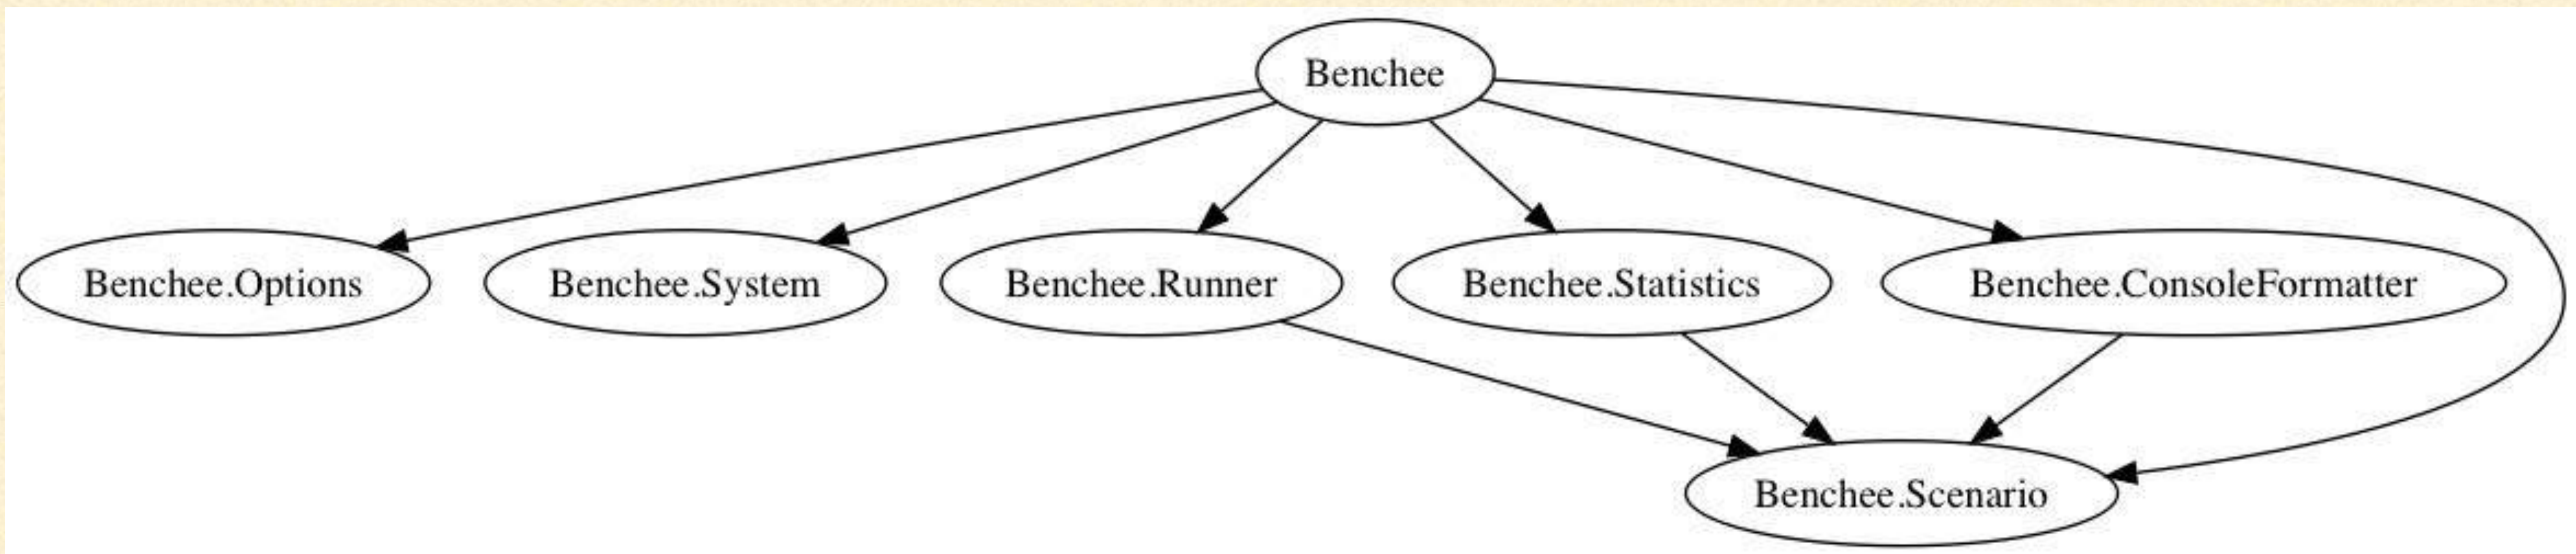 Benchee
Benchee.Options
Benchee.System
Benchee.Runner
Benchee.Statistics
Benchee.ConsoleFormatter
Benchee.Scenario